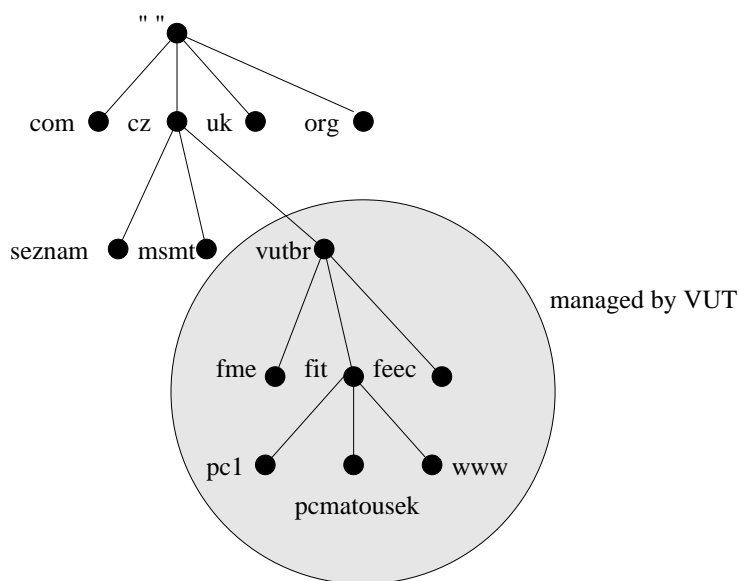 " "
com cz uk org
seznam msmt vutbr
managed by VUT
fme fit feec
pc1 www
pcmatousek